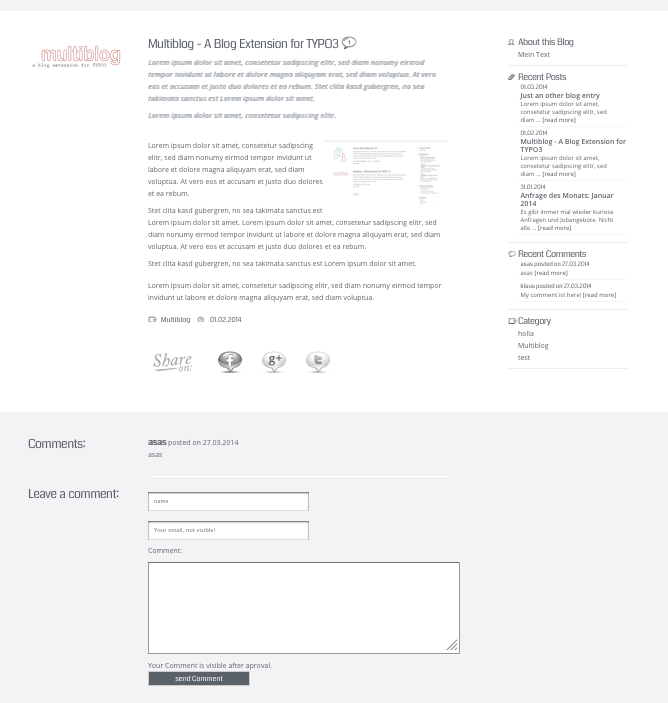 multiblog
a blog extension for TYPO3
Multiblog - A Blog Extension for TYPO3
Lorem ipsum dolor sit amet, consetetur sadipscing elitr, sed diam nonumy eirmod
tempor invidunt ut labore et dolore magna aliquyam erat, sed diam voluptua. At vero
eos et accusam et justo duo dolores et ea rebum. Stet clita kasd gubergren, no sea
takimata sanctus est Lorem ipsum dolor sit amet.
Lorem ipsum dolor sit amet, consetetur sadipscing elitr.
Lorem ipsum dolor sit amet, consetetur sadipscing
elitr, sed diam nonumy eirmod tempor invidunt ut
labore et dolore magna aliquyam erat, sed diam
voluptua. At vero eos et accusam et justo duo dolores
et ea rebum.
Stet clita kasd gubergren, no sea takimata sanctus est
Lorem ipsum dolor sit amet. Lorem ipsum dolor sit amet, consetetur sadipscing elitr, sed
diam nonumy eirmod tempor invidunt ut labore et dolore magna aliquyam erat, sed diam
voluptua. At vero eos et accusam et justo duo dolores et ea rebum.
Stet clita kasd gubergren, no sea takimata sanctus est Lorem ipsum dolor sit amet.
Lorem ipsum dolor sit amet, consetetur sadipscing elitr, sed diam nonumy eirmod tempor
invidunt ut labore et dolore magna aliquyam erat, sed diam voluptua.
Multiblog 01.02.2014
Share on: f g+ t
About this Blog
Mein Text
Recent Posts
01.03.2014
Just an other blog entry
Lorem ipsum dolor sit amet,
consetetur sadipscing elitr, sed
diam ... [read more]
01.02.2014
Multiblog - A Blog Extension for
TYPO3
Lorem ipsum dolor sit amet,
consetetur sadipscing elitr, sed
diam ... [read more]
31.01.2014
Anfrage des Monats: Januar
2014
Es gibt immer mal wieder kuriose
Anfragen und Jobangebote. Nicht
alle ... [read more]
Recent Comments
asas posted on 27.03.2014
asas [read more]
klaus posted on 27.03.2014
My comment ist here! [read more]
Category
holla
Multiblog
test
Comments:
asas posted on 27.03.2014
asas
Leave a comment:
name
Your email, not visible!
Comment:
Your Comment is visible after aproval.
send Comment